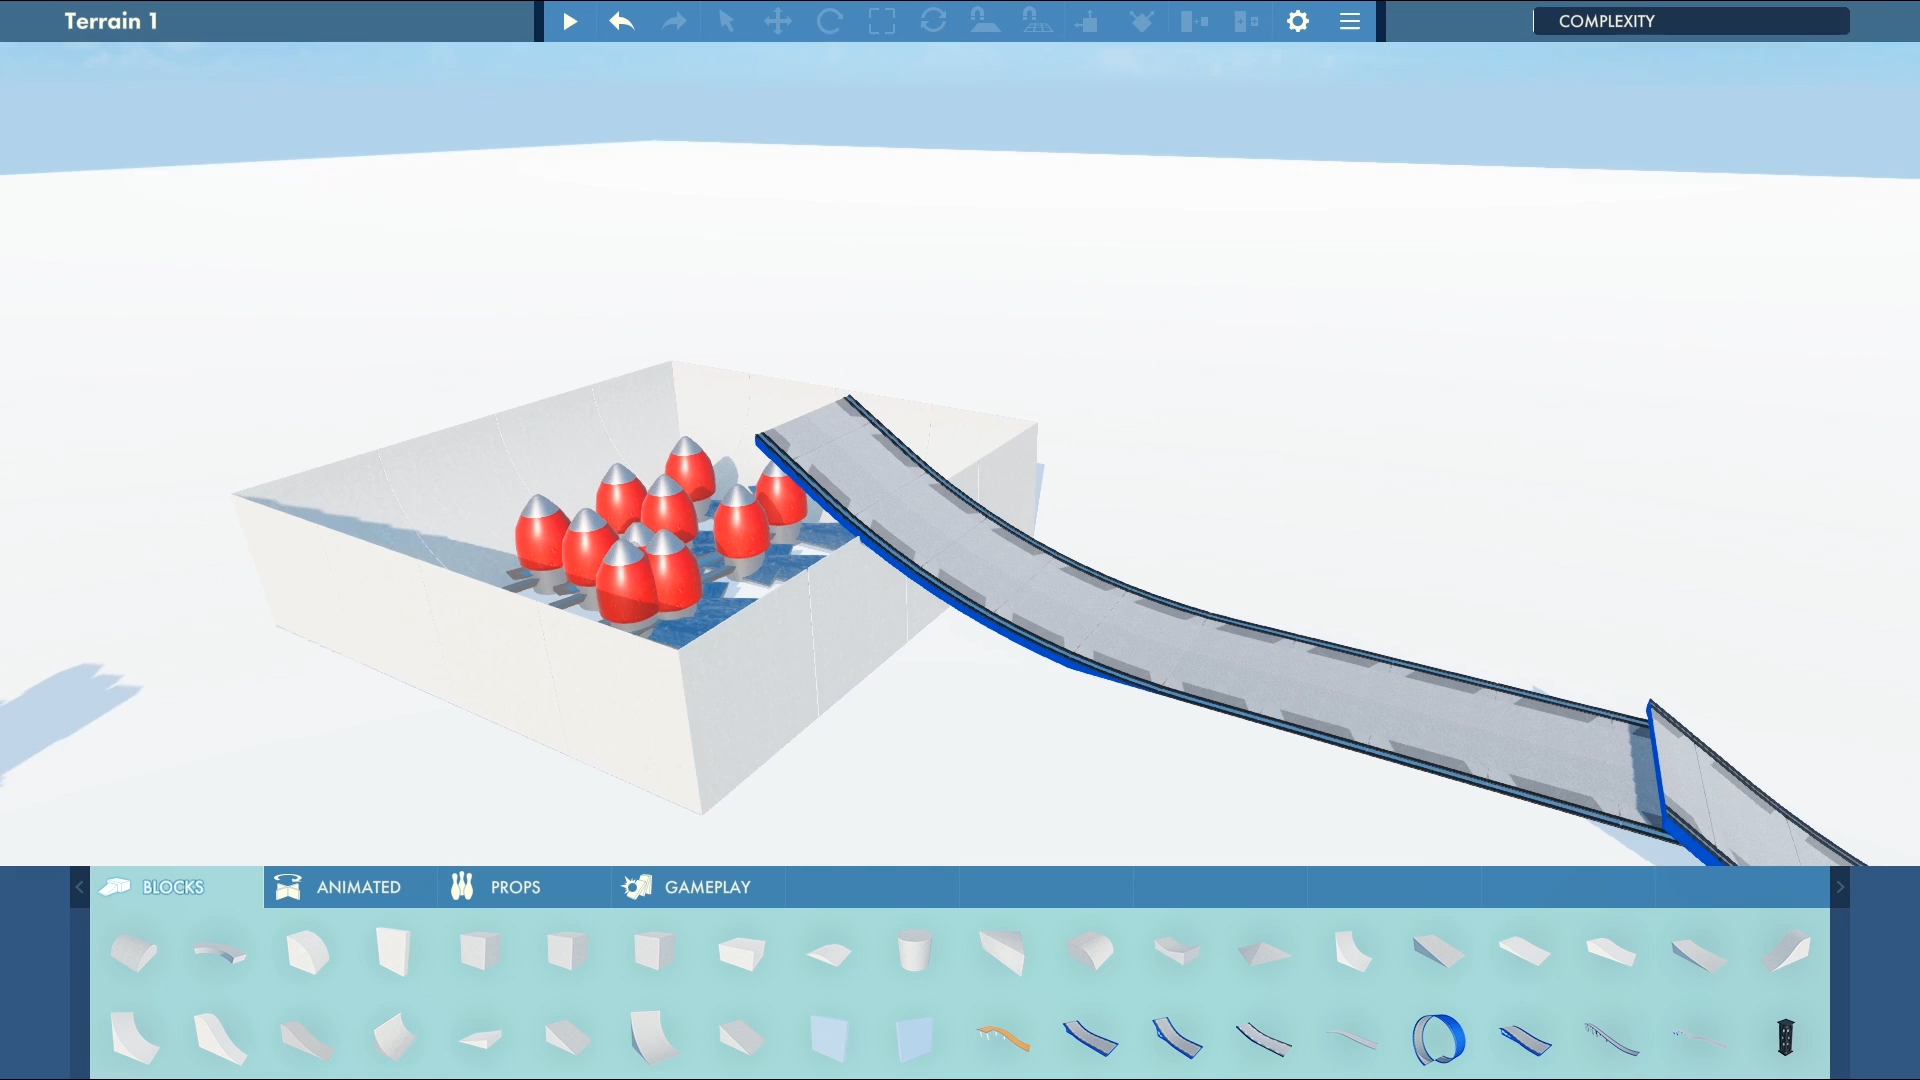 Terrain 1
COMPLEXITY
BLOCKS
ANIMATED
PROPS
GAMEPLAY